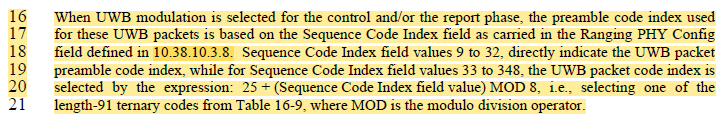 16 When UWB modulation is selected for the control and/or the report phase, the preamble code index used
17 for these UWB packets is based on the Sequence Code Index field as carried in the Ranging PHY Config
18 field defined in 10.38.10.3.8. Sequence Code Index field values 9 to 32, directly indicate the UWB packet
19 preamble code index, while for Sequence Code Index field values 33 to 348, the UWB packet code index is
20 selected by the expression: 25 + (Sequence Code Index field value) MOD 8, i.e., selecting one of the
21 length-91 ternary codes from Table 16-9, where MOD is the modulo division operator.